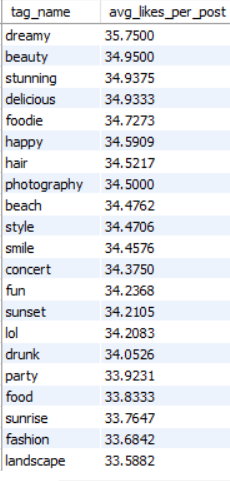 tag_name avg_likes_per_post
dreamy 35.7500
beauty 34.9500
stunning 34.9375
delicious 34.9333
foodie 34.7273
happy 34.5909
hair 34.5217
photography 34.5000
beach 34.4762
style 34.4706
smile 34.4576
concert 34.3750
fun 34.2368
sunset 34.2105
lol 34.2083
drunk 34.0526
party 33.9231
food 33.8333
sunrise 33.7647
fashion 33.6842
landscape 33.5882